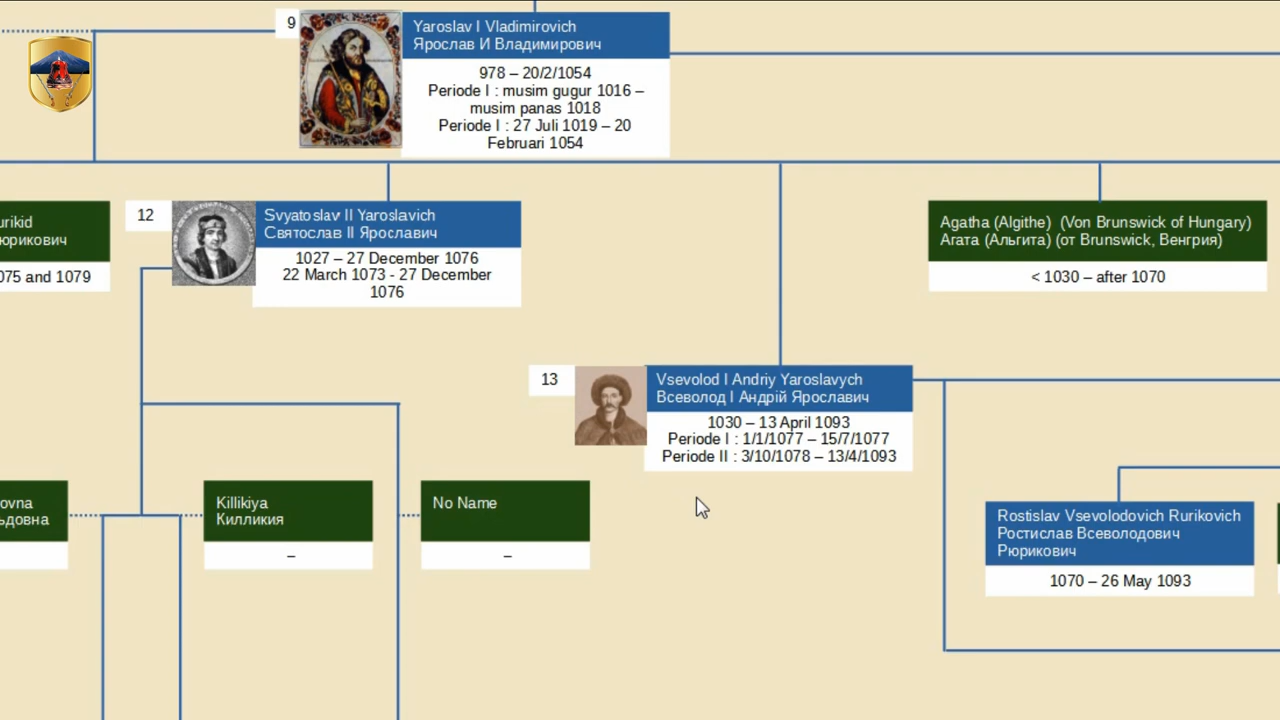 9
Yaroslav I Vladimirovich
Ярослав И Владимирович
978 – 20/2/1054
Periode I : musim gugur 1016 –
musim panas 1018
Periode I : 27 Juli 1019 – 20
Februari 1054
urikid
юрикович
075 and 1079
12
Svyatoslav II Yaroslavich
Святослав II Ярославич
1027 – 27 December 1076
22 March 1073 - 27 December
1076
Agatha (Algithe) (Von Brunswick of Hungary)
Агата (Альгита) (от Brunswick, Венгрия)
< 1030 – after 1070
13
Vsevolod I Andriy Yaroslavych
Всеволод I Андрій Ярославич
1030 – 13 April 1093
Periode I : 1/1/1077 – 15/7/1077
Periode II : 3/10/1078 – 13/4/1093
ovna
ьдовна
Killikiya
Килликия
–
No Name
–
Rostislav Vsevolodovich Rurikovich
Ростислав Всеволодович
Рюрикович
1070 – 26 May 1093